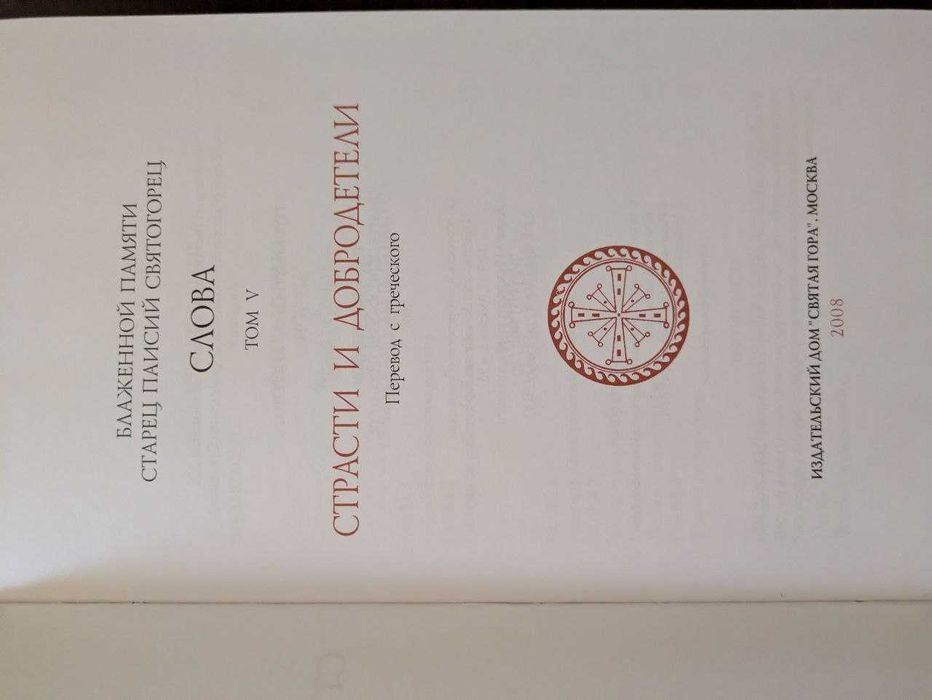 БЛАЖЕННОЙ ПАМЯТИ
СТАРЕЦ ПАИСИЙ СВЯТОГОРЕЦ
СЛОВА
ТОМ V
СТРАСТИ И ДОБРОДЕТЕЛИ
Перевод с греческого
ИЗДАТЕЛЬСКИЙ ДОМ "СВЯТАЯ ГОРА". МОСКВА
2008